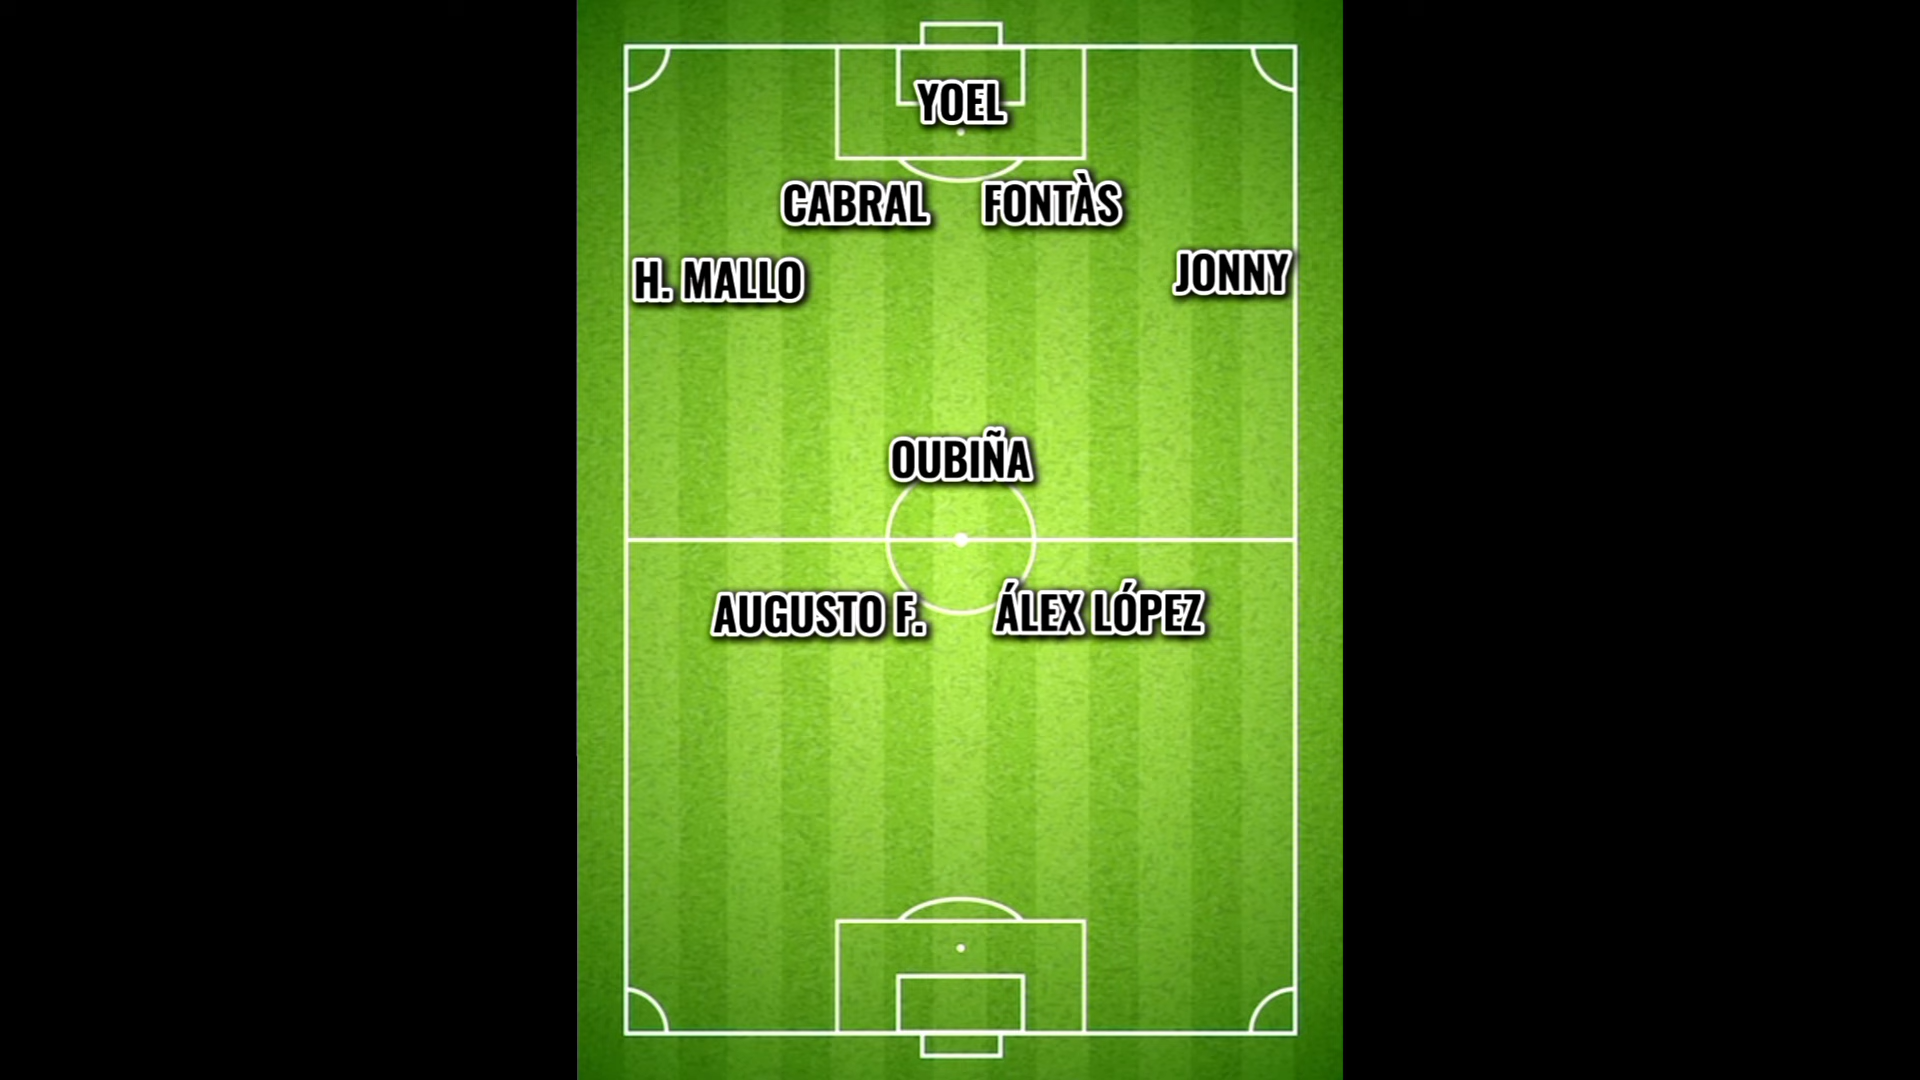 YOEL
CABRAL FONTÀS
H. MALLO JONNY
OUBIÑA
AUGUSTO F. ÁLEX LÓPEZ